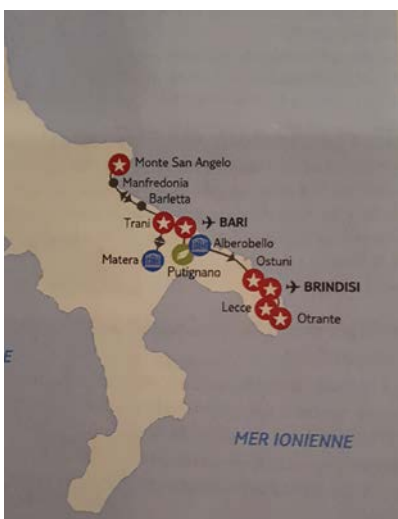 Monte San Angelo
Manfredonia
Barletta
Trani
BARI
Alberobello
Matera
Putignano
Ostuni
BRINDISI
Lecce
Otrante
E
MER IONIENNE